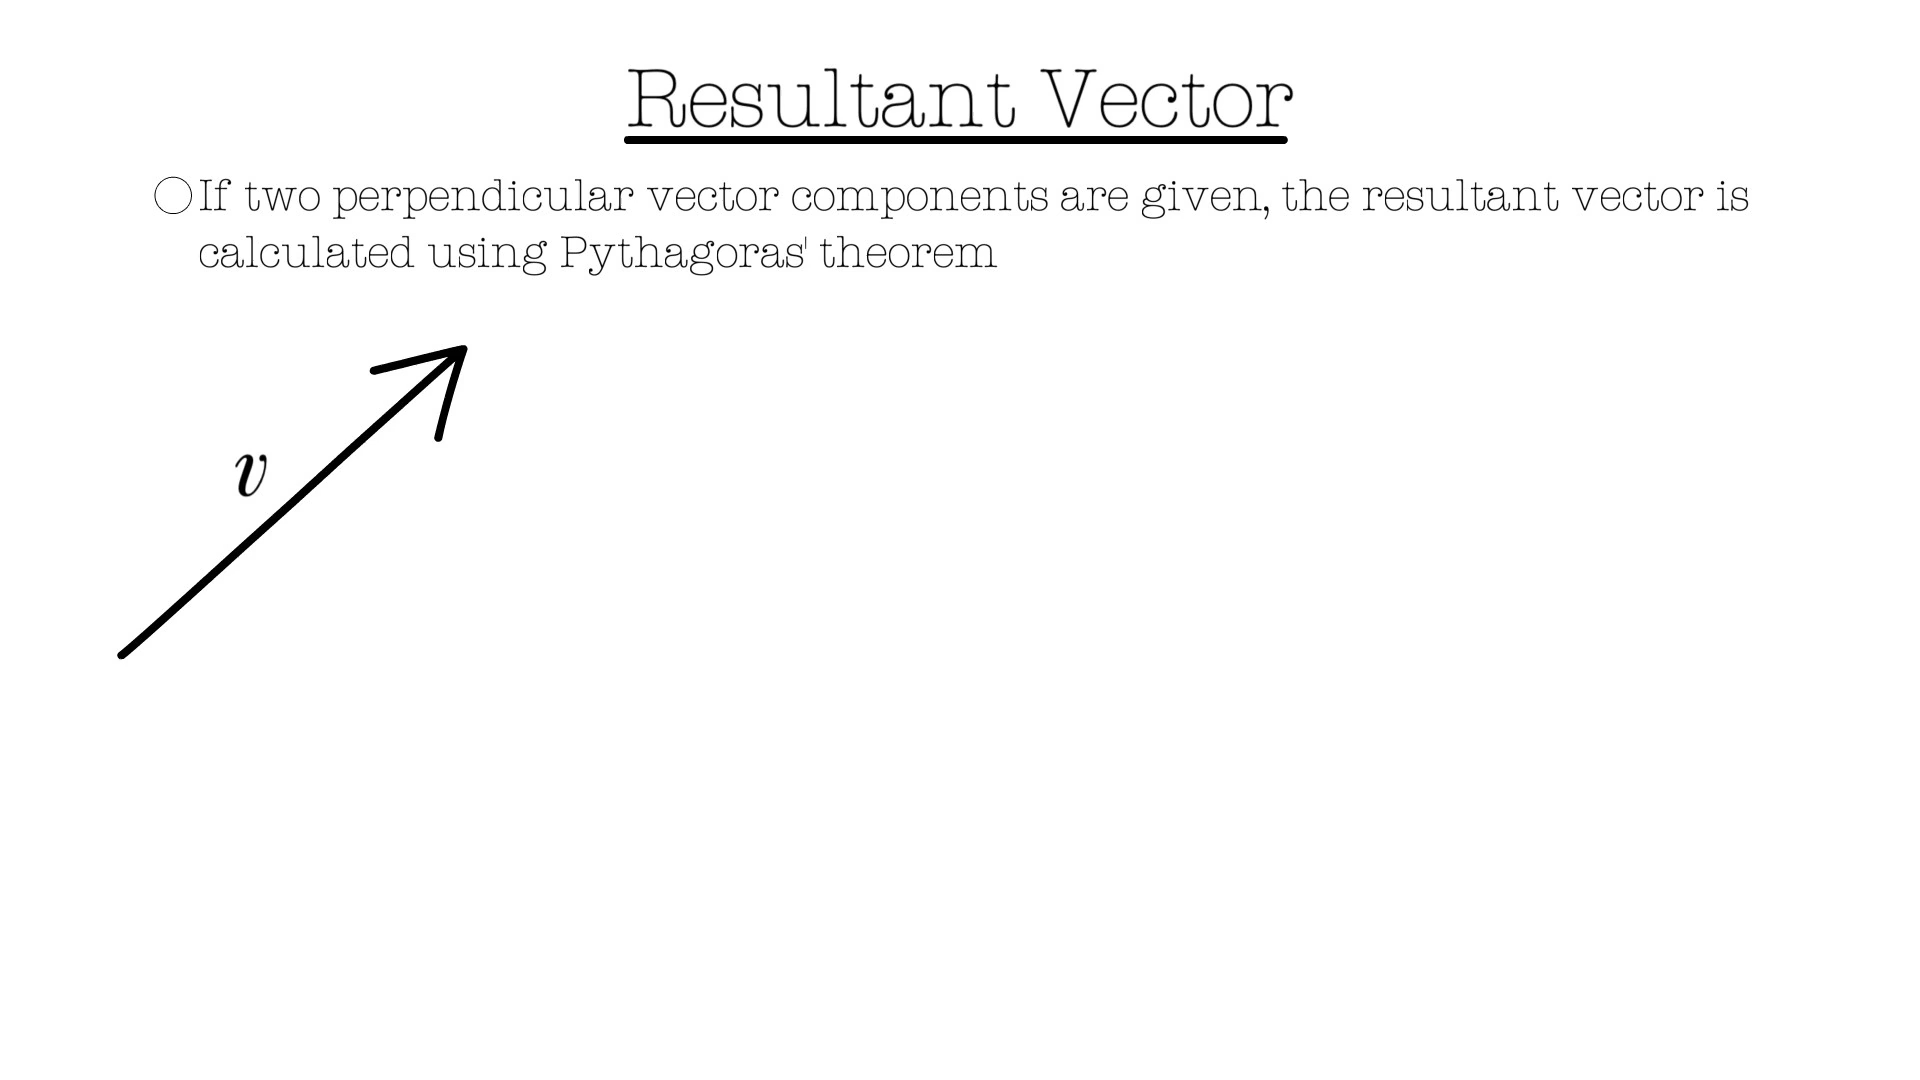 Resultant Vector
If two perpendicular vector components are given, the resultant vector is
calculated using Pythagoras' theorem
v